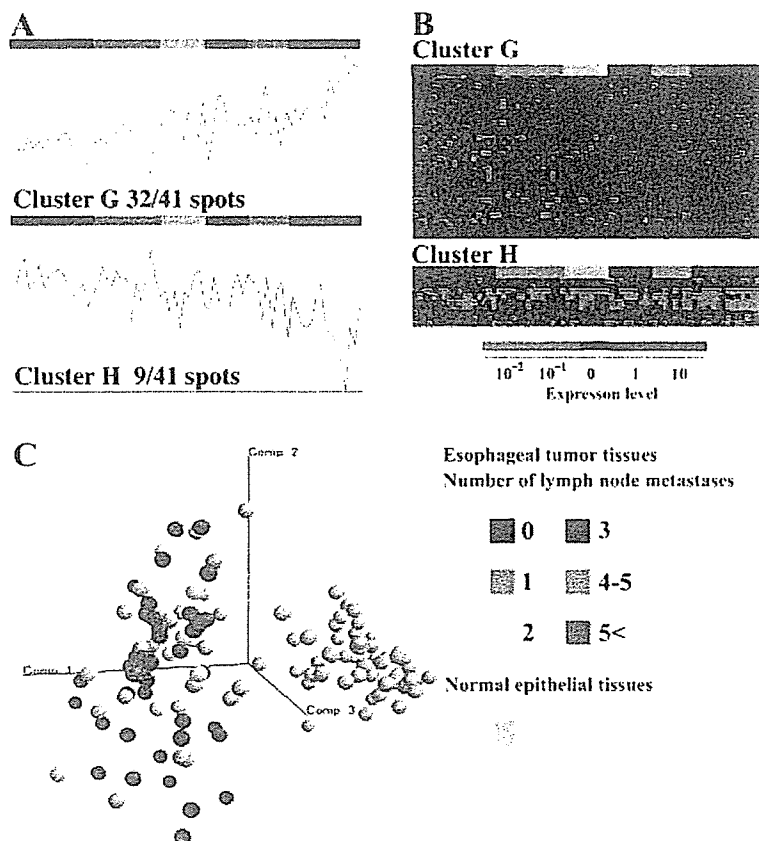 A
Cluster G 32/41 spots
Cluster H 9/41 spots
B
Cluster G
Cluster H
10-2 10-1 0 1 10
Expresson level
C
Comp 2
Comp 1
Comp 3
Esophageal tumor tissues
Number of lymph node metastases
0 3
1 4-5
2 5<
Normal epithelial tissues